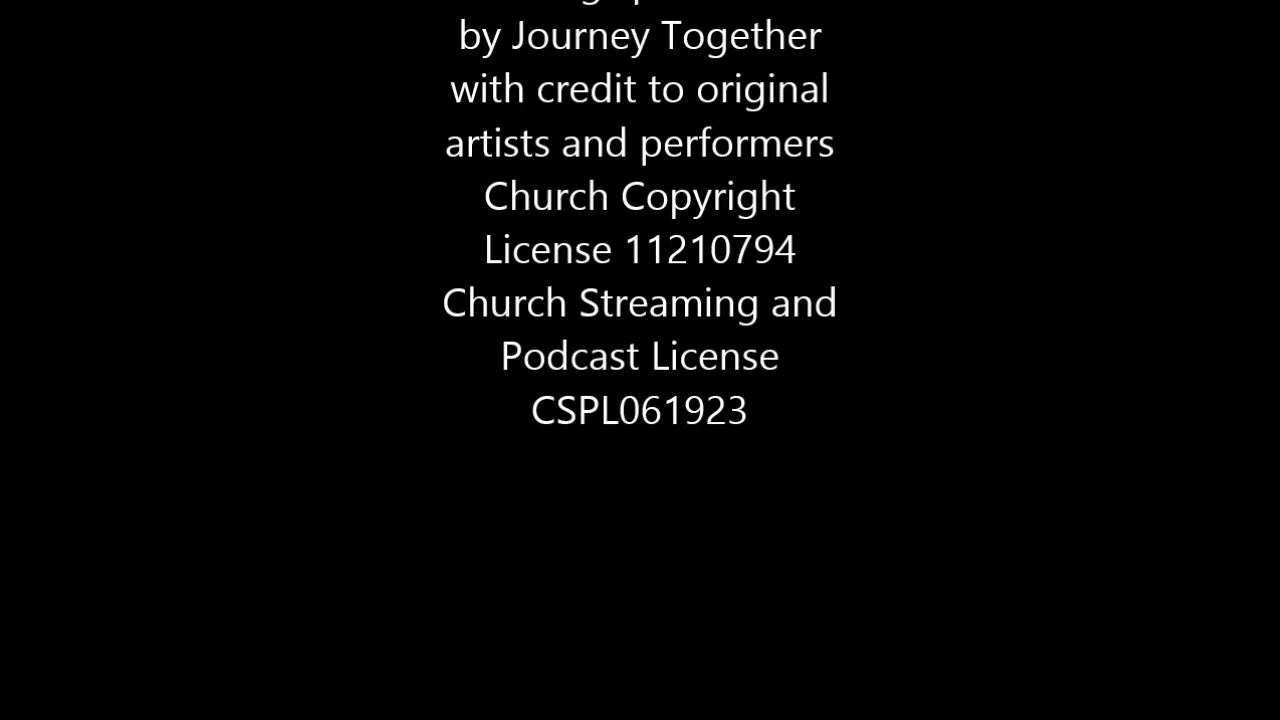 by Journey Together
with credit to original
artists and performers
Church Copyright
License 11210794
Church Streaming and
Podcast License
CSPL061923